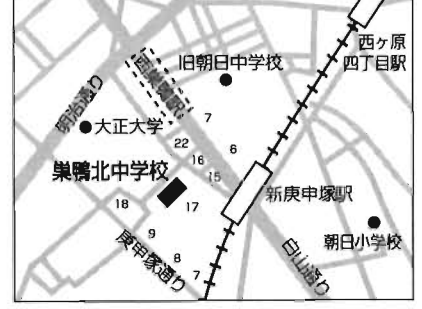 西ヶ原
四丁目駅
旧朝日中学校
西巣鴨駅
明治通り
大正大学
7
22
6
16
15
巣鴨北中学校
新庚申塚駅
18
17
朝日小学校
9
庚申塚通り
8
白山通り
7